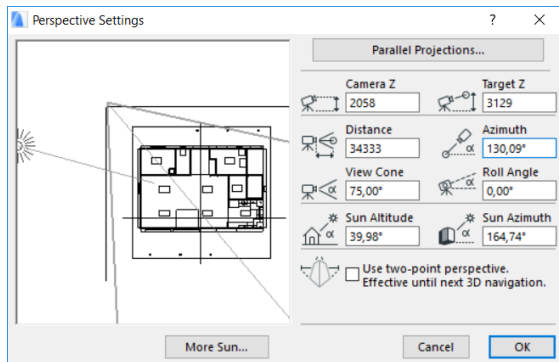 Perspective Settings
? X
Parallel Projections...
Camera Z
Target Z
2058
3129
Distance
Azimuth
34333
130,09°
α
View Cone
Roll Angle
α
75,00°
α
0,00°
Sun Altitude
Sun Azimuth
α
39,98°
α
164,74°
Use two-point perspective.
Effective until next 3D navigation.
More Sun...
Cancel
OK